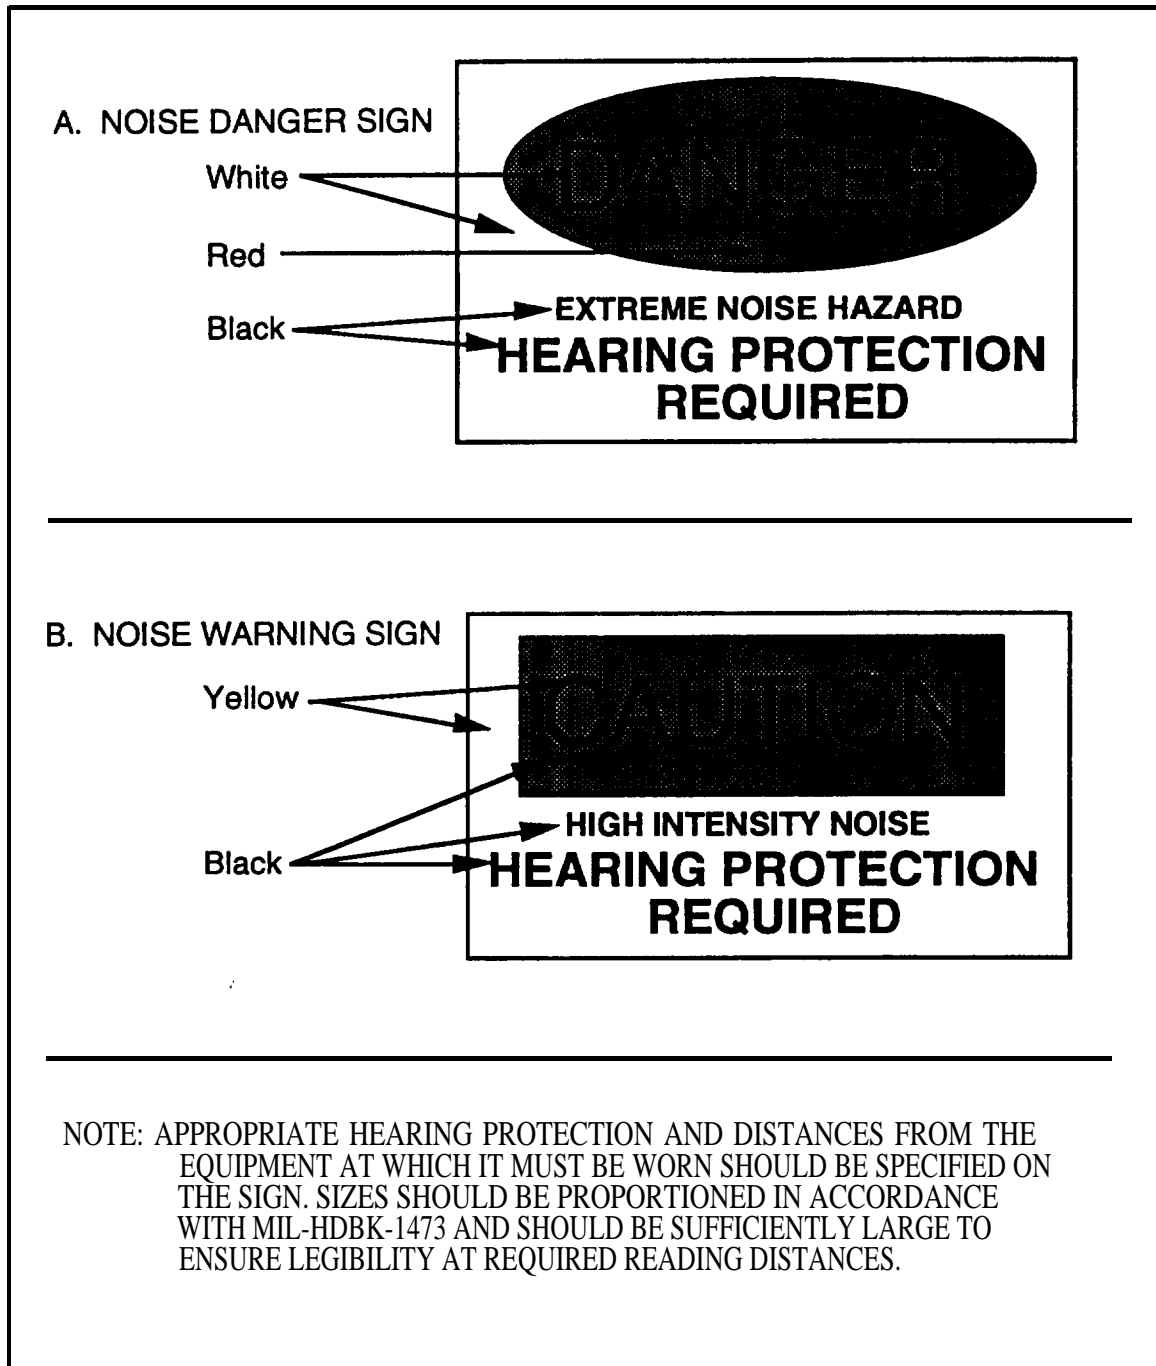 A. NOISE DANGER SIGN
White
Red
Black
DANGER
EXTREME NOISE HAZARD
HEARING PROTECTION
REQUIRED
B. NOISE WARNING SIGN
Yellow
Black
CAUTION
HIGH INTENSITY NOISE
HEARING PROTECTION
REQUIRED
NOTE: APPROPRIATE HEARING PROTECTION AND DISTANCES FROM THE
EQUIPMENT AT WHICH IT MUST BE WORN SHOULD BE SPECIFIED ON
THE SIGN. SIZES SHOULD BE PROPORTIONED IN ACCORDANCE
WITH MIL-HDBK-1473 AND SHOULD BE SUFFICIENTLY LARGE TO
ENSURE LEGIBILITY AT REQUIRED READING DISTANCES.